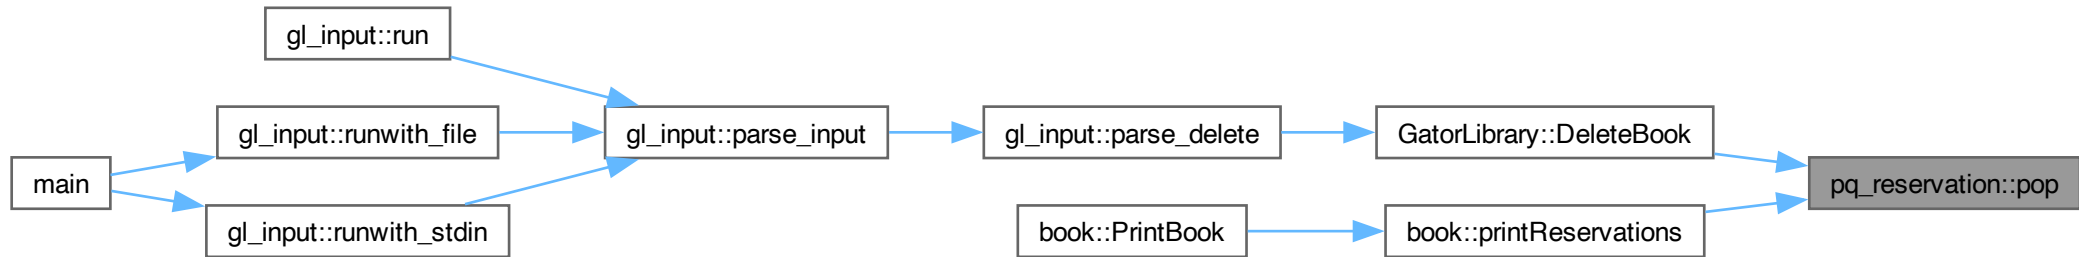 gl_input::run
gl_input::runwith_file
gl_input::parse_input
gl_input::parse_delete
GatorLibrary::DeleteBook
main
pq_reservation::pop
gl_input::runwith_stdin
book::PrintBook
book::printReservations